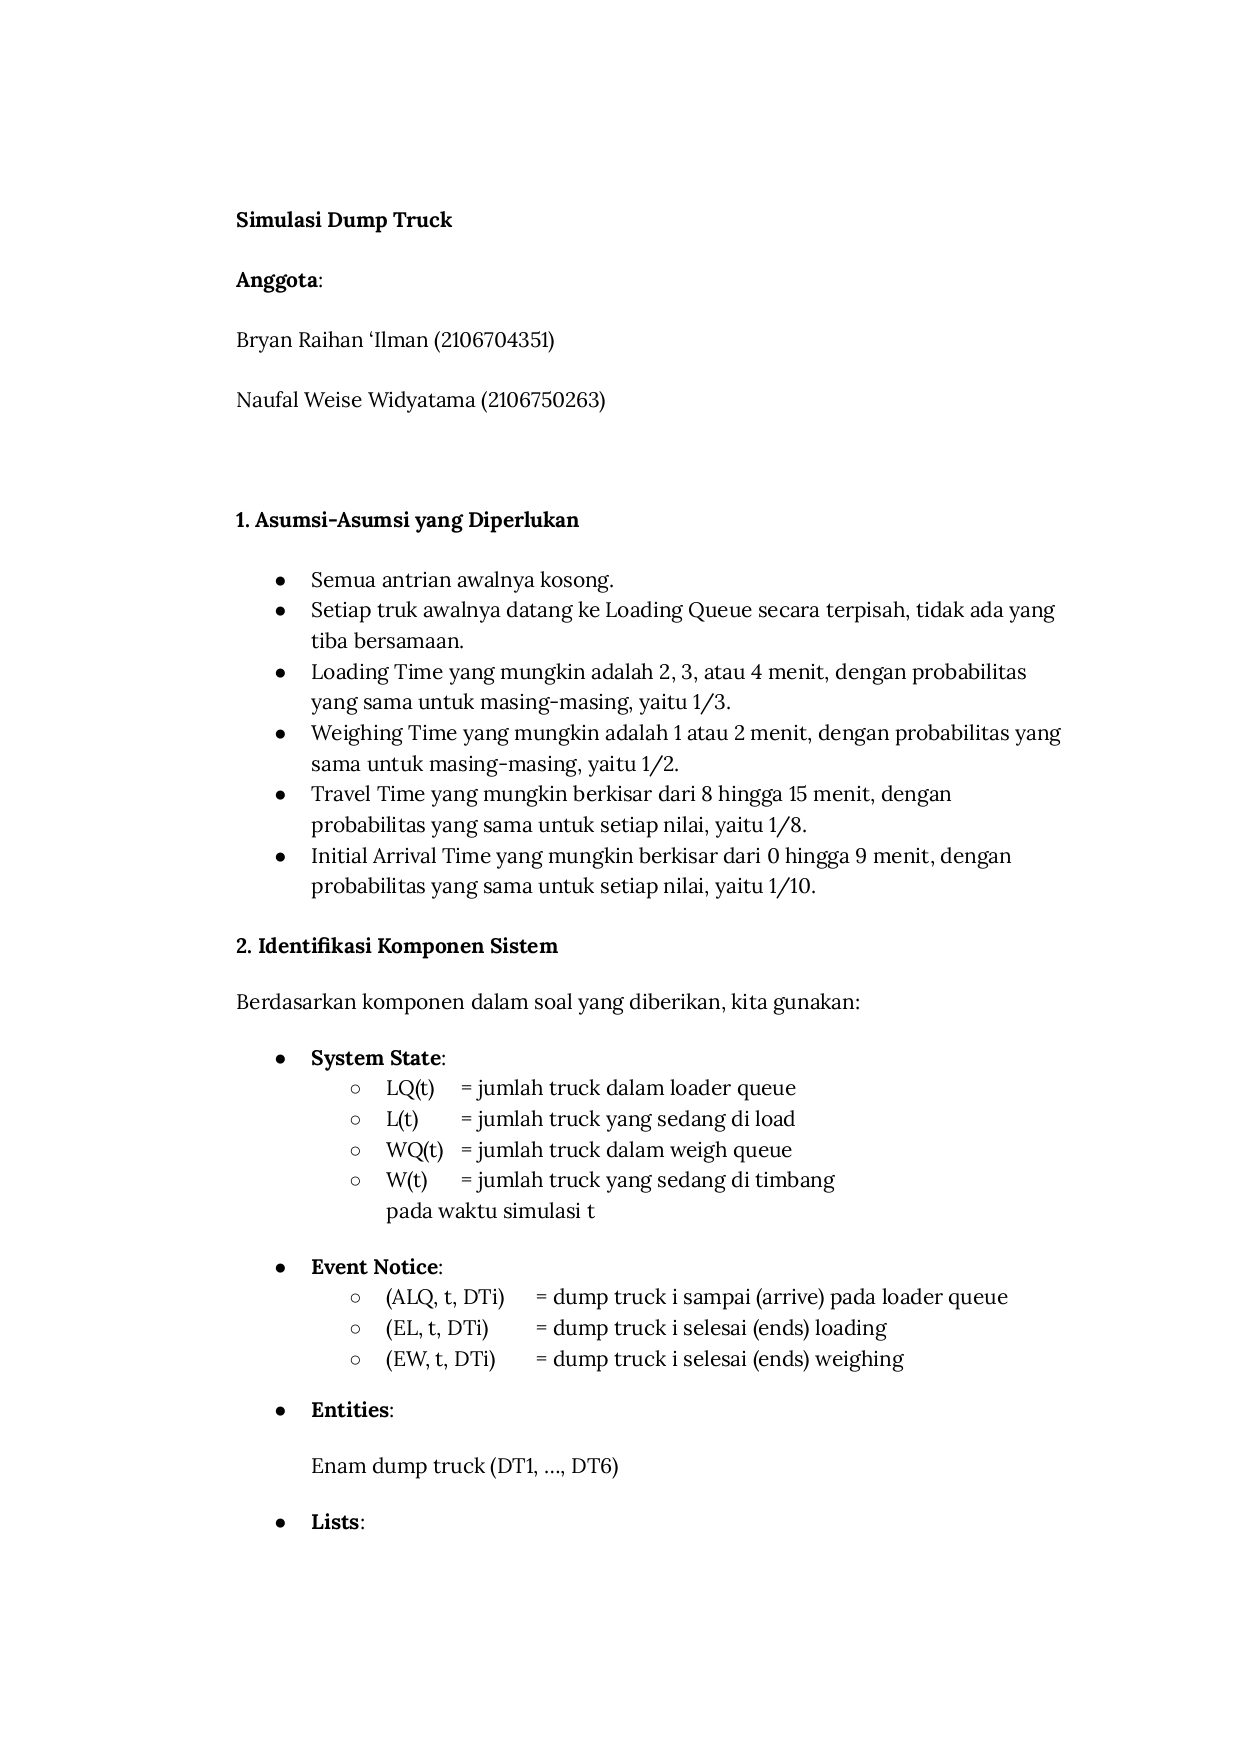 Simulasi Dump Truck
Anggota:
Bryan Raihan ‘Ilman (2106704351)
Naufal Weise Widyatama (2106750263)
1. Asumsi-Asumsi yang Diperlukan
● Semua antrian awalnya kosong.
● Setiap truk awalnya datang ke Loading Queue secara terpisah, tidak ada yang
tiba bersamaan.
● Loading Time yang mungkin adalah 2, 3, atau 4 menit, dengan probabilitas
yang sama untuk masing-masing, yaitu 1/3.
● Weighing Time yang mungkin adalah 1 atau 2 menit, dengan probabilitas yang
sama untuk masing-masing, yaitu 1/2.
● Travel Time yang mungkin berkisar dari 8 hingga 15 menit, dengan
probabilitas yang sama untuk setiap nilai, yaitu 1/8.
● Initial Arrival Time yang mungkin berkisar dari 0 hingga 9 menit, dengan
probabilitas yang sama untuk setiap nilai, yaitu 1/10.
2. Identifikasi Komponen Sistem
Berdasarkan komponen dalam soal yang diberikan, kita gunakan:
● System State:
○ LQ(t) = jumlah truck dalam loader queue
○ L(t) = jumlah truck yang sedang di load
○ WQ(t) = jumlah truck dalam weigh queue
○ W(t) = jumlah truck yang sedang di timbang
pada waktu simulasi t
● Event Notice:
○ (ALQ, t, DTi) = dump truck i sampai (arrive) pada loader queue
○ (EL, t, DTi) = dump truck i selesai (ends) loading
○ (EW, t, DTi) = dump truck i selesai (ends) weighing
● Entities:
Enam dump truck (DT1, …, DT6)
● Lists: